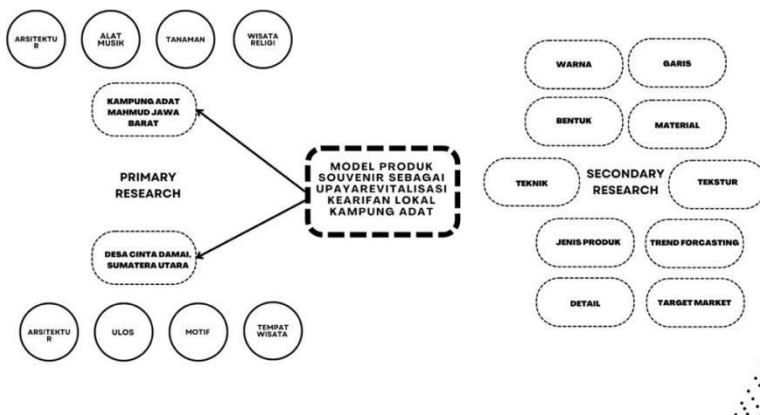 ARSITEKTU
R
ALAT
MUSIK
TANAMAN
WISATA
RELIGI
KAMPUNG ADAT
MAHMUD JAWA
BARAT
PRIMARY
RESEARCH
DESA CINTA DAMAI,
SUMATERA UTARA
ARSITEKTU
R
ULOS
MOTIF
TEMPAT
WISATA
MODEL PRODUK
SOUVENIR SEBAGAI
UPAYAREVITALISASI
KEARIFAN LOKAL
KAMPUNG ADAT
WARNA
GARIS
BENTUK
MATERIAL
TEKNIK
SECONDARY
RESEARCH
TEKSTUR
JENIS PRODUK
TREND FORCASTING
DETAIL
TARGET MARKET